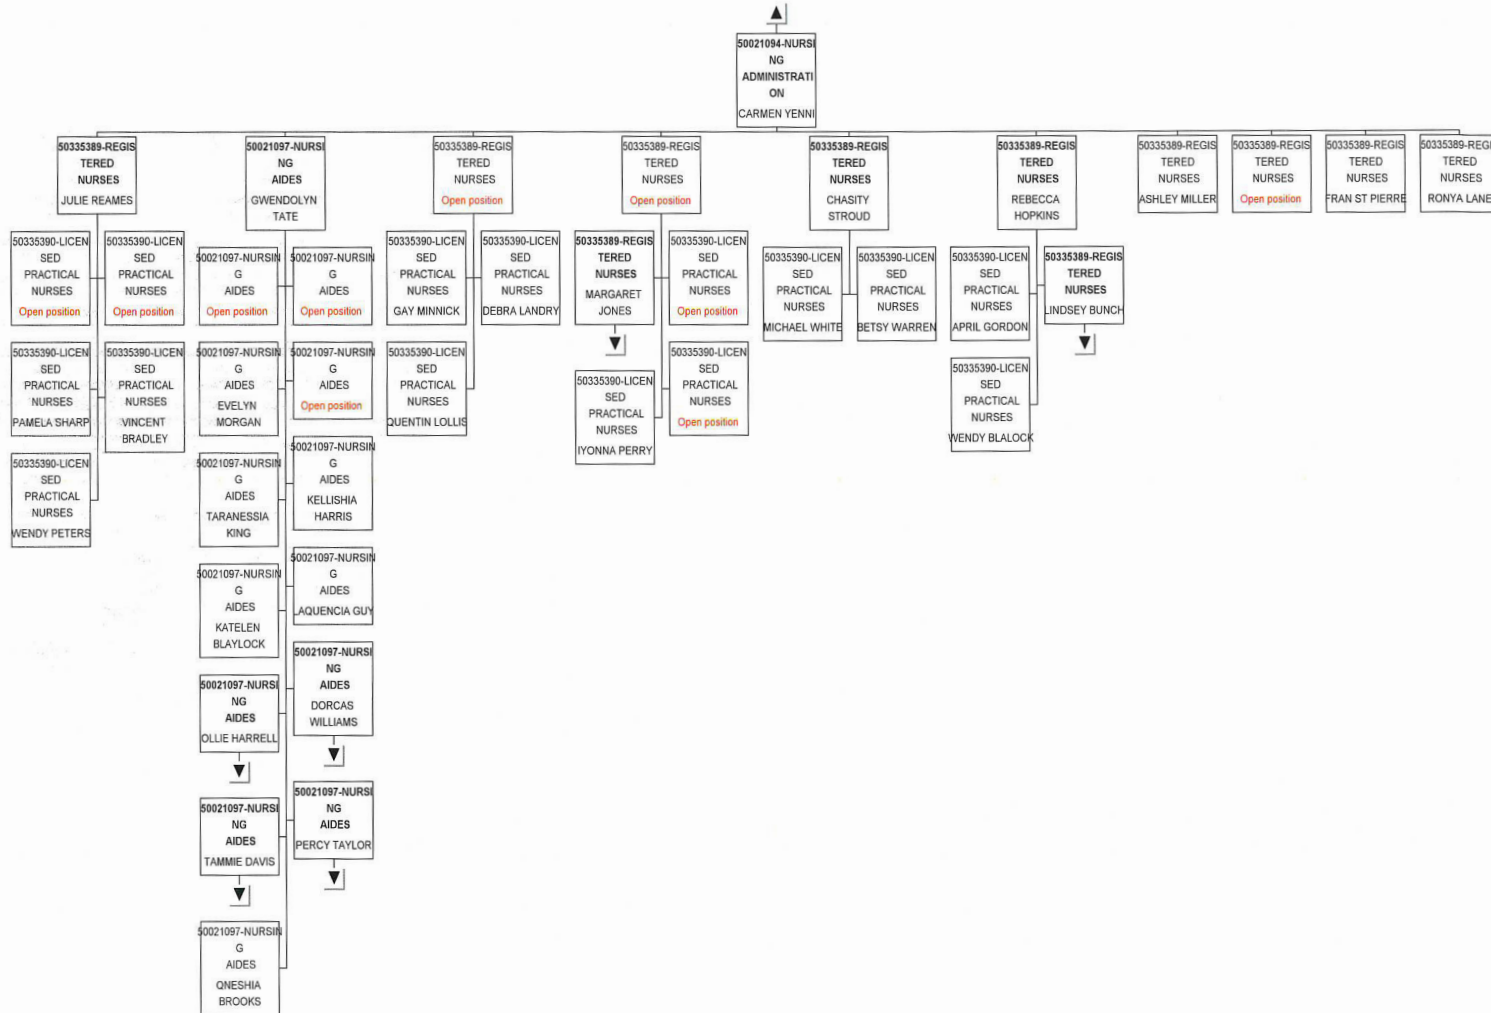 50021094-NURSI
NG
ADMINISTRATI
ON
CARMEN YENNI
50335389-REGIS
TERED
NURSES
JULIE REAMES
50021097-NURSI
NG
AIDES
GWENDOLYN
TATE
50335389-REGIS
TERED
NURSES
Open position
50335389-REGIS
TERED
NURSES
Open position
50335389-REGIS
TERED
NURSES
CHASITY
STROUD
50335389-REGIS
TERED
NURSES
REBECCA
HOPKINS
50335389-REGIS
TERED
NURSES
ASHLEY MILLER
50335389-REGIS
TERED
NURSES
Open position
50335389-REGIS
TERED
NURSES
FRAN ST PIERRE
50335389-REGIS
TERED
NURSES
RONYA LANE
50335390-LICEN
SED
PRACTICAL
NURSES
Open position
50335390-LICEN
SED
PRACTICAL
NURSES
Open position
50335390-LICEN
SED
PRACTICAL
NURSES
PAMELA SHARP
50335390-LICEN
SED
PRACTICAL
NURSES
VINCENT
BRADLEY
50335390-LICEN
SED
PRACTICAL
NURSES
WENDY PETERS
50021097-NURSIN
G
AIDES
Open position
50021097-NURSIN
G
AIDES
Open position
50021097-NURSIN
G
AIDES
EVELYN
MORGAN
50021097-NURSIN
G
AIDES
Open position
50021097-NURSIN
G
AIDES
TARANESSIA
KING
50021097-NURSIN
G
AIDES
KELLISHIA
HARRIS
50021097-NURSIN
G
AIDES
KATELEN
BLAYLOCK
50021097-NURSIN
G
AIDES
LAQUENCIA GUY
50021097-NURSI
NG
AIDES
OLLIE HARRELL
50021097-NURSI
NG
AIDES
DORCAS
WILLIAMS
50021097-NURSI
NG
AIDES
TAMMIE DAVIS
50021097-NURSI
NG
AIDES
PERCY TAYLOR
50021097-NURSIN
G
AIDES
QNESHIA
BROOKS
50335390-LICEN
SED
PRACTICAL
NURSES
GAY MINNICK
50335390-LICEN
SED
PRACTICAL
NURSES
DEBRA LANDRY
50335390-LICEN
SED
PRACTICAL
NURSES
QUENTIN LOLLIS
50335389-REGIS
TERED
NURSES
MARGARET
JONES
50335390-LICEN
SED
PRACTICAL
NURSES
Open position
50335390-LICEN
SED
PRACTICAL
NURSES
IYONNA PERRY
50335390-LICEN
SED
PRACTICAL
NURSES
Open position
50335390-LICEN
SED
PRACTICAL
NURSES
MICHAEL WHITE
50335390-LICEN
SED
PRACTICAL
NURSES
BETSY WARREN
50335390-LICEN
SED
PRACTICAL
NURSES
APRIL GORDON
50335389-REGIS
TERED
NURSES
LINDSEY BUNCH
50335390-LICEN
SED
PRACTICAL
NURSES
WENDY BLALOCK